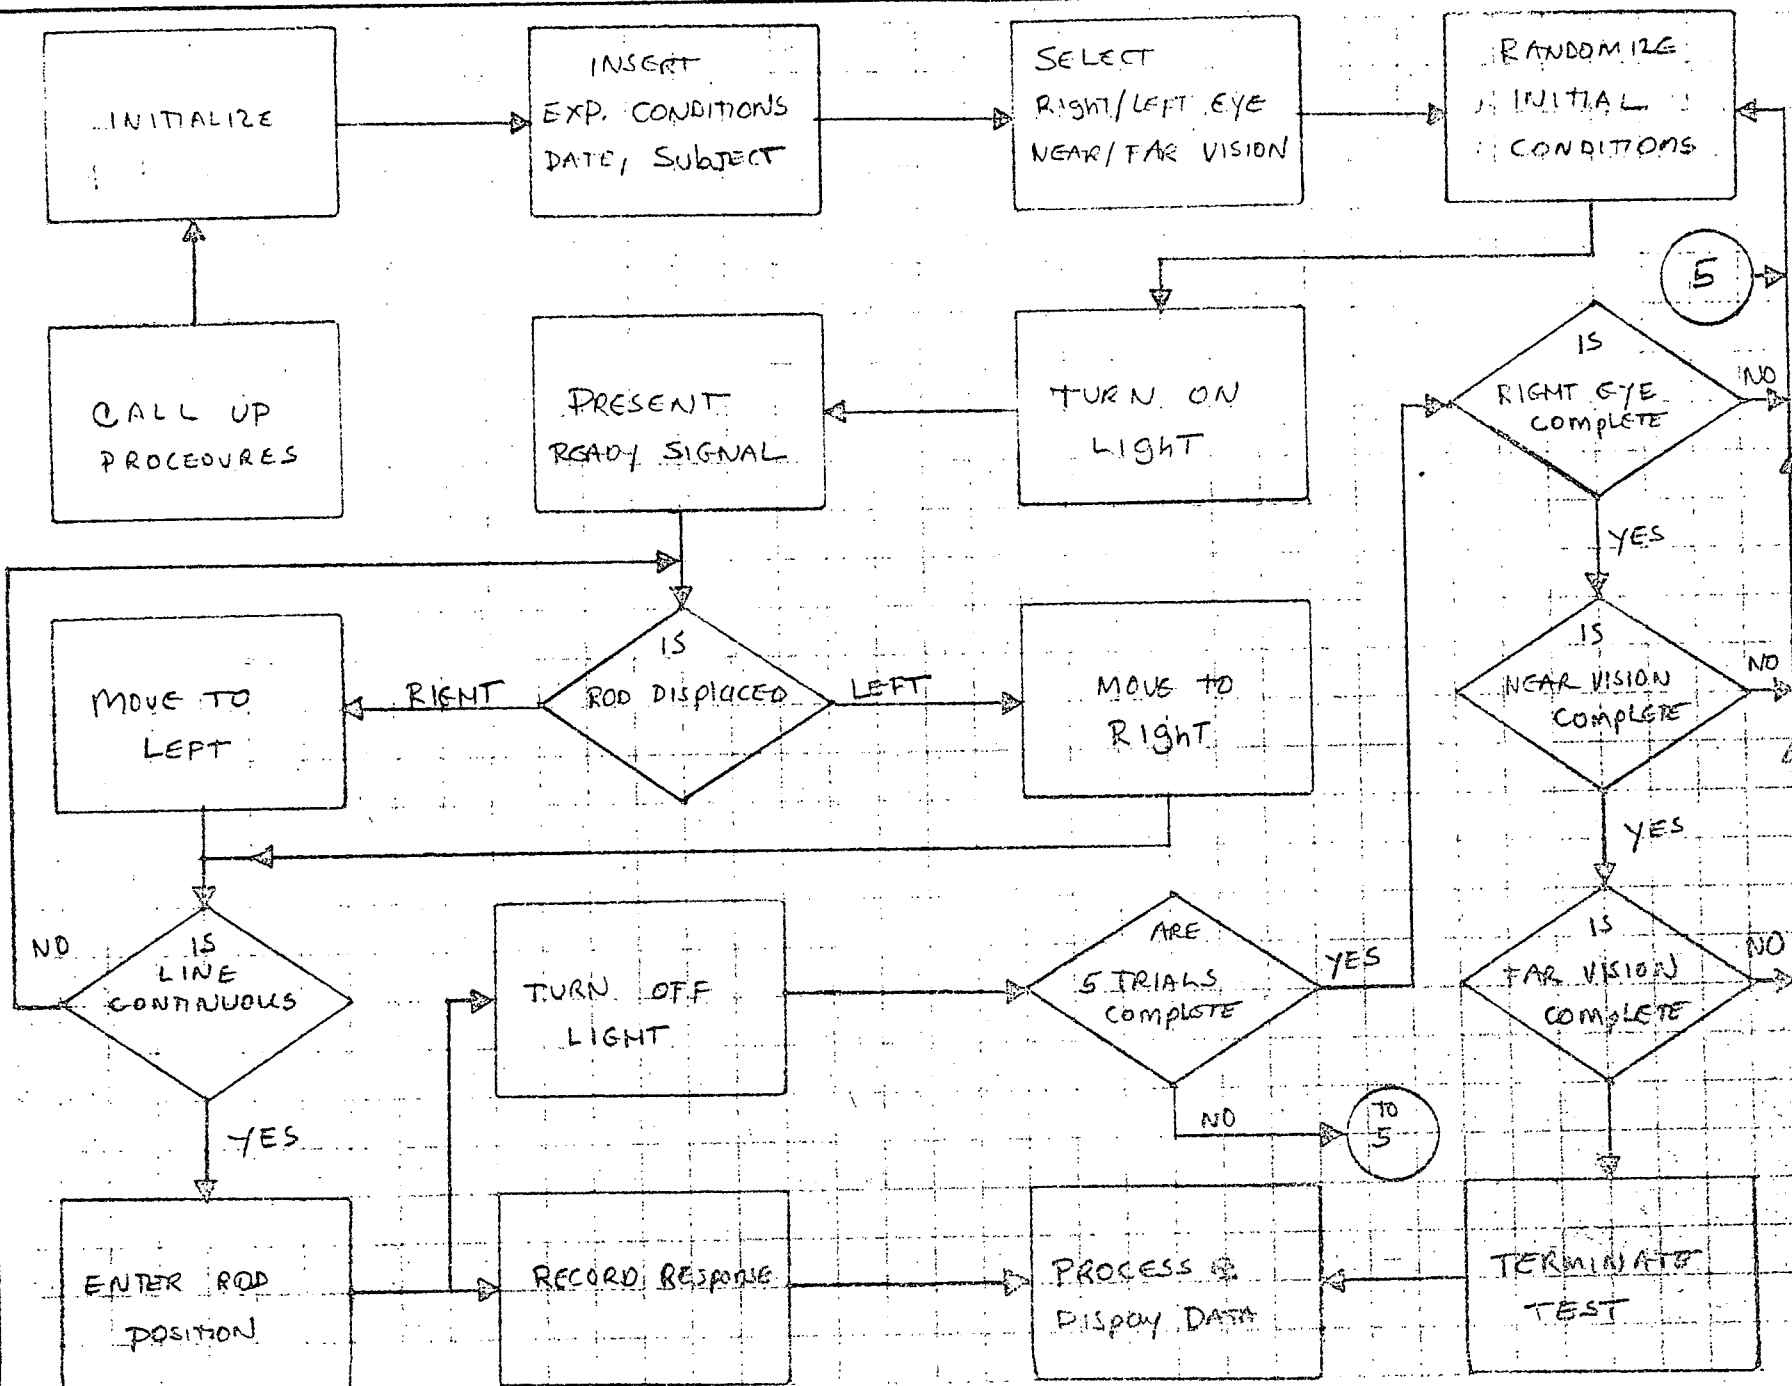 INITIALIZE
INSERT
EXP. CONDITIONS
DATE, SUBJECT
SELECT
Right/LEFT EYE
NEAR/FAR VISION
RANDOMIZE
INITIAL
CONDITIONS
5
CALL UP
PROCEDURES
PRESENT
READY SIGNAL
TURN ON
LIGhT
IS
RIGHT EYE
COMPLETE
NO
YES
MOVE TO
LEFT
RIGHT
IS
ROD DISPLACED
LEFT
MOVE TO
RIghT
IS
NEAR VISION
COMPLETE
NO
YES
NO
IS
LINE
CONTINUOUS
YES
TURN OFF
LIGHT
ARE
5 TRIALS
COMPLETE
YES
NO
TO
5
IS
FAR VISION
COMPLETE
NO
ENTER ROD
POSITION
RECORD RESPONSE
PROCESS &
DISPLAY DATA
TERMINATE
TEST